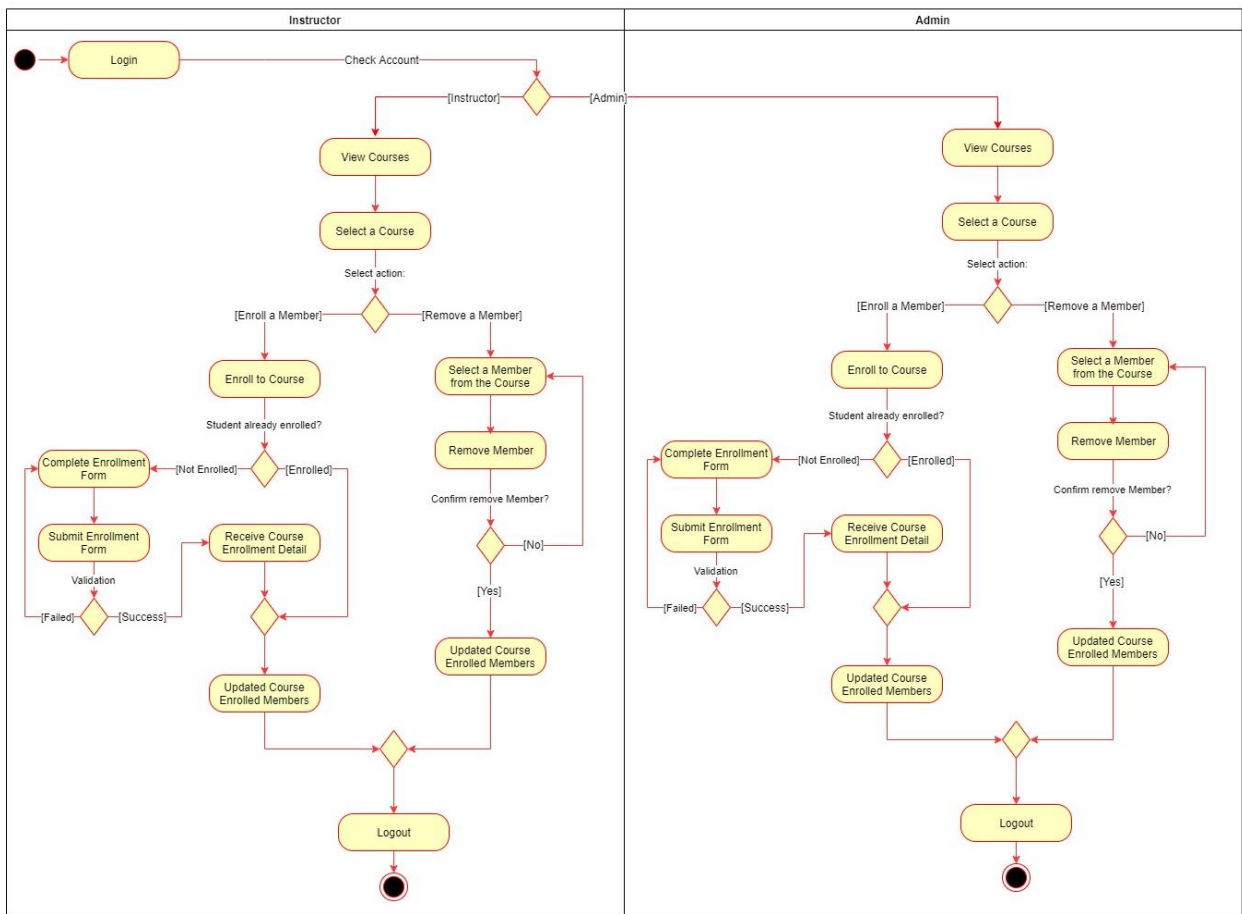 Instructor
Admin
Login
Check Account
[Instructor]
[Admin]
View Courses
Select a Course
Select action:
[Enroll a Member]
[Remove a Member]
Enroll to Course
Select a Member
from the Course
Student already enrolled?
Remove Member
Complete Enrollment
Form
[Not Enrolled]
[Enrolled]
Confirm remove Member?
Submit Enrollment
Form
Receive Course
Enrollment Detail
[No]
Validation
[Failed]
[Success]
[Yes]
Updated Course
Enrolled Members
Updated Course
Enrolled Members
Logout
View Courses
Select a Course
Select action:
[Enroll a Member]
[Remove a Member]
Enroll to Course
Select a Member
from the Course
Student already enrolled?
Remove Member
Complete Enrollment
Form
[Not Enrolled]
[Enrolled]
Confirm remove Member?
Submit Enrollment
Form
Receive Course
Enrollment Detail
[No]
Validation
[Failed]
[Success]
[Yes]
Updated Course
Enrolled Members
Updated Course
Enrolled Members
Logout